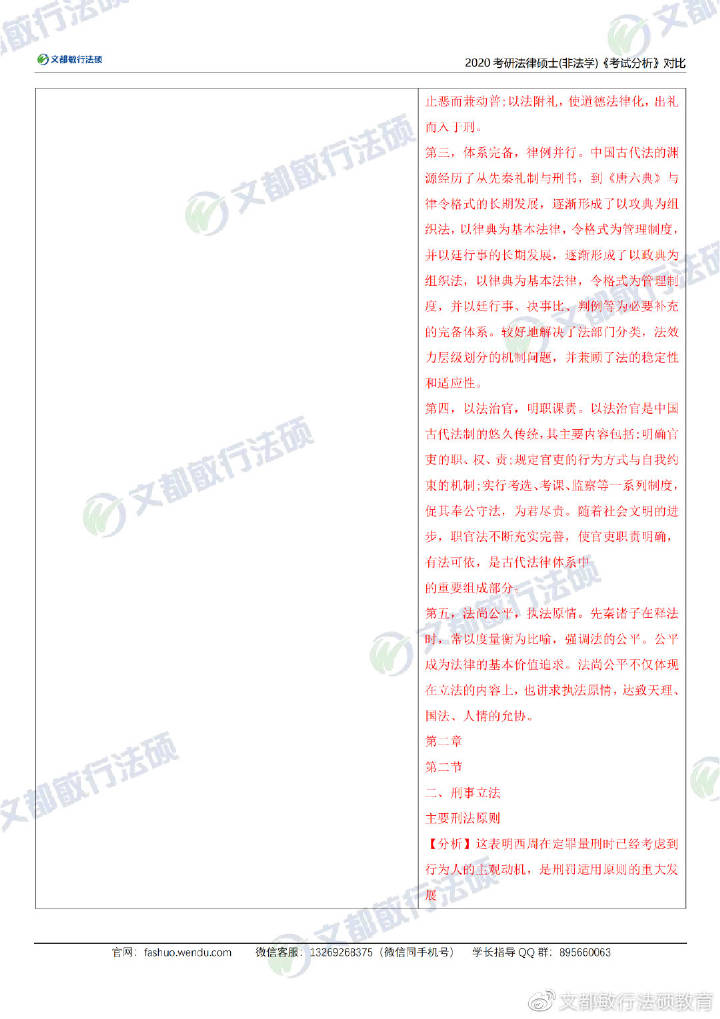 文都敏行法硕
2020 考研法律硕士(非法学)《考试分析》对比
止恶而兼动普;以法附礼，使道德法律化，出礼
而入于刑。
第三，体系完备，律例并行。中国古代法的渊
源经历了从先秦礼制与刑书，到《唐六典》与
律令格式的长期发展，逐渐形成了以攻典为组
织法，以律典为基本法律，令格式为管理制度，
并以廷行事的长期发展，逐渐形成了以政典为
组织法，以律典为基本法律，令格式为管理制
度，并以廷行事、决事比、判例等为必要补充
的完备体系。较好地解决了法部门分类，法效
力层级划分的机制问题，并兼顾了法的稳定性
和适应性。
第四，以法治官，明职课责。以法治官是中国
古代法制的悠久传统,其主要内容包括:明确官
吏的职、权、责;规定官吏的行为方式与自我约
束的机制;实行考选、考课、监察等一系列制度，
促其奉公守法，为君尽责。随着社会文明的进
步，职官法不断充实完善，使官吏职责明确，
有法可依，是古代法律体系中
的重要组成部分。
第五，法尚公平，执法原情。先秦诸子在释法
时，常以度量衡为比喻，强调法的公平。公平
成为法律的基本价值追求。法尚公平不仅体现
在立法的内容上，也讲求执法原情，达致天理、
国法、人情的允协。
第二章
第二节
二、刑事立法
主要刑法原则
【分析】这表明西周在定罪量刑时已经考虑到
行为人的主观动机，是刑罚适用原则的重大发
展
官网：fashuo.wendu.com 微信客服：13269268375（微信同手机号） 学长指导 QQ 群：895660063
@文都敏行法硕教育